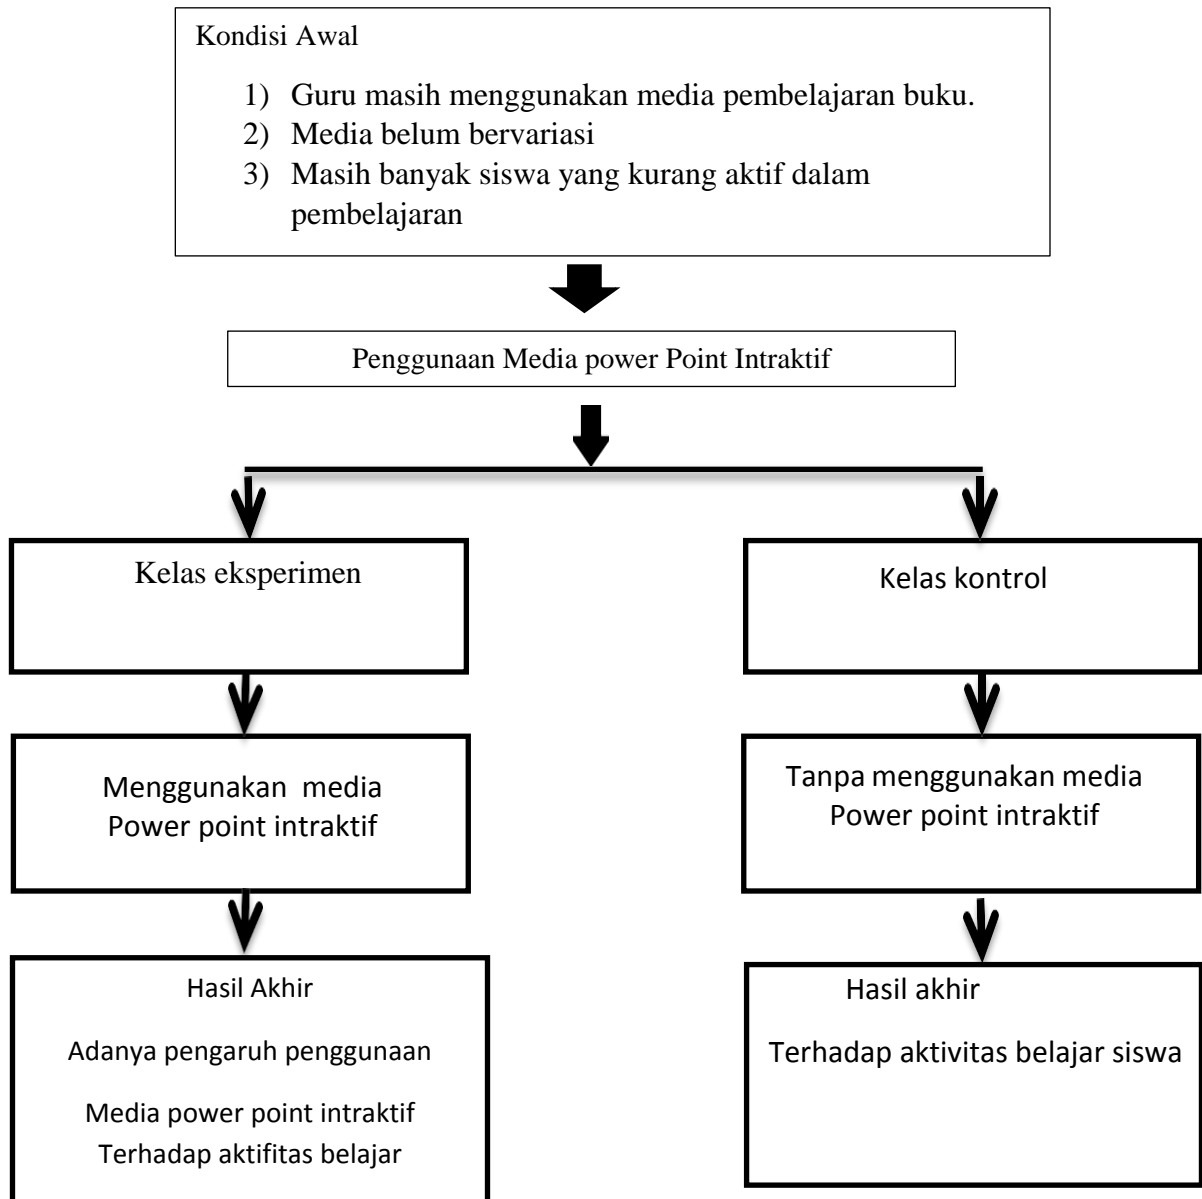 Kondisi Awal
1) Guru masih menggunakan media pembelajaran buku.
2) Media belum bervariasi
3) Masih banyak siswa yang kurang aktif dalam
pembelajaran
Penggunaan Media power Point Intraktif
Kelas eksperimen
Kelas kontrol
Menggunakan media
Power point intraktif
Tanpa menggunakan media
Power point intraktif
Hasil Akhir
Adanya pengaruh penggunaan
Media power point intraktif
Terhadap aktifitas belajar
Hasil akhir
Terhadap aktivitas belajar siswa